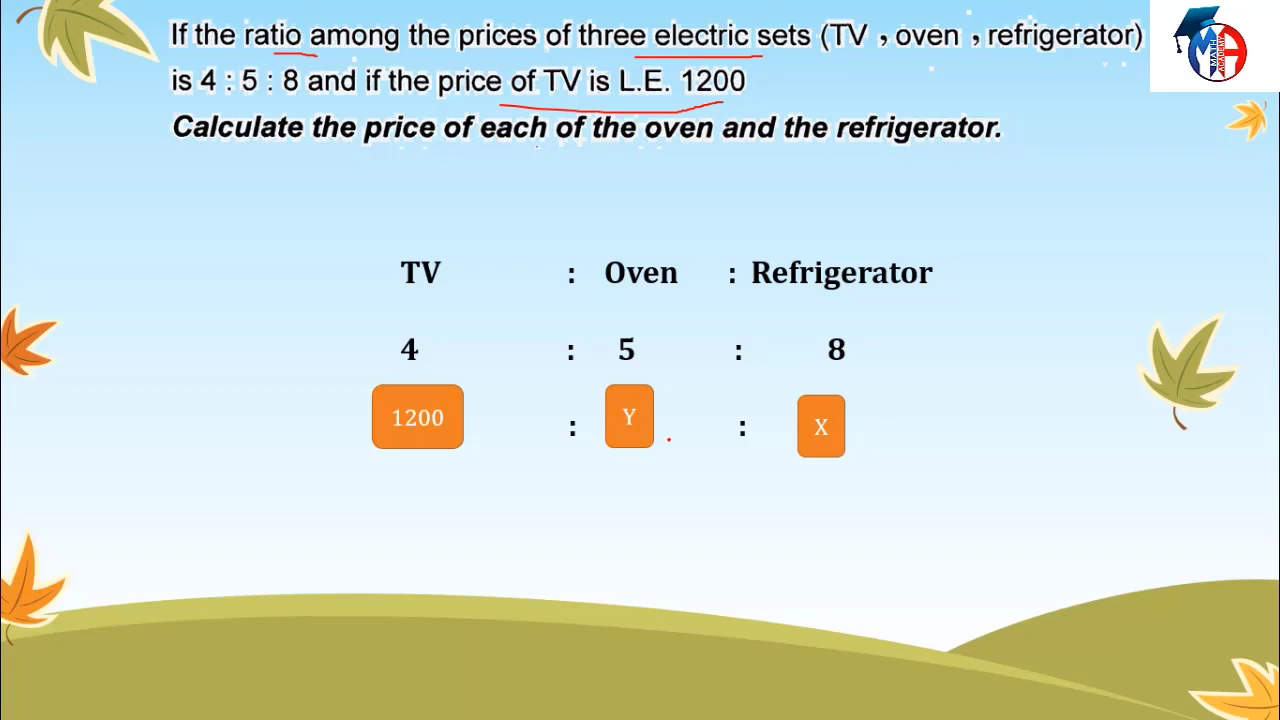 If the ratio among the prices of three electric sets (TV , oven , refrigerator)
is 4 : 5 : 8 and if the price of TV is L.E. 1200
Calculate the price of each of the oven and the refrigerator.
MATH ACADEMY
TV : Oven : Refrigerator
4 : 5 : 8
1200 : Y : X